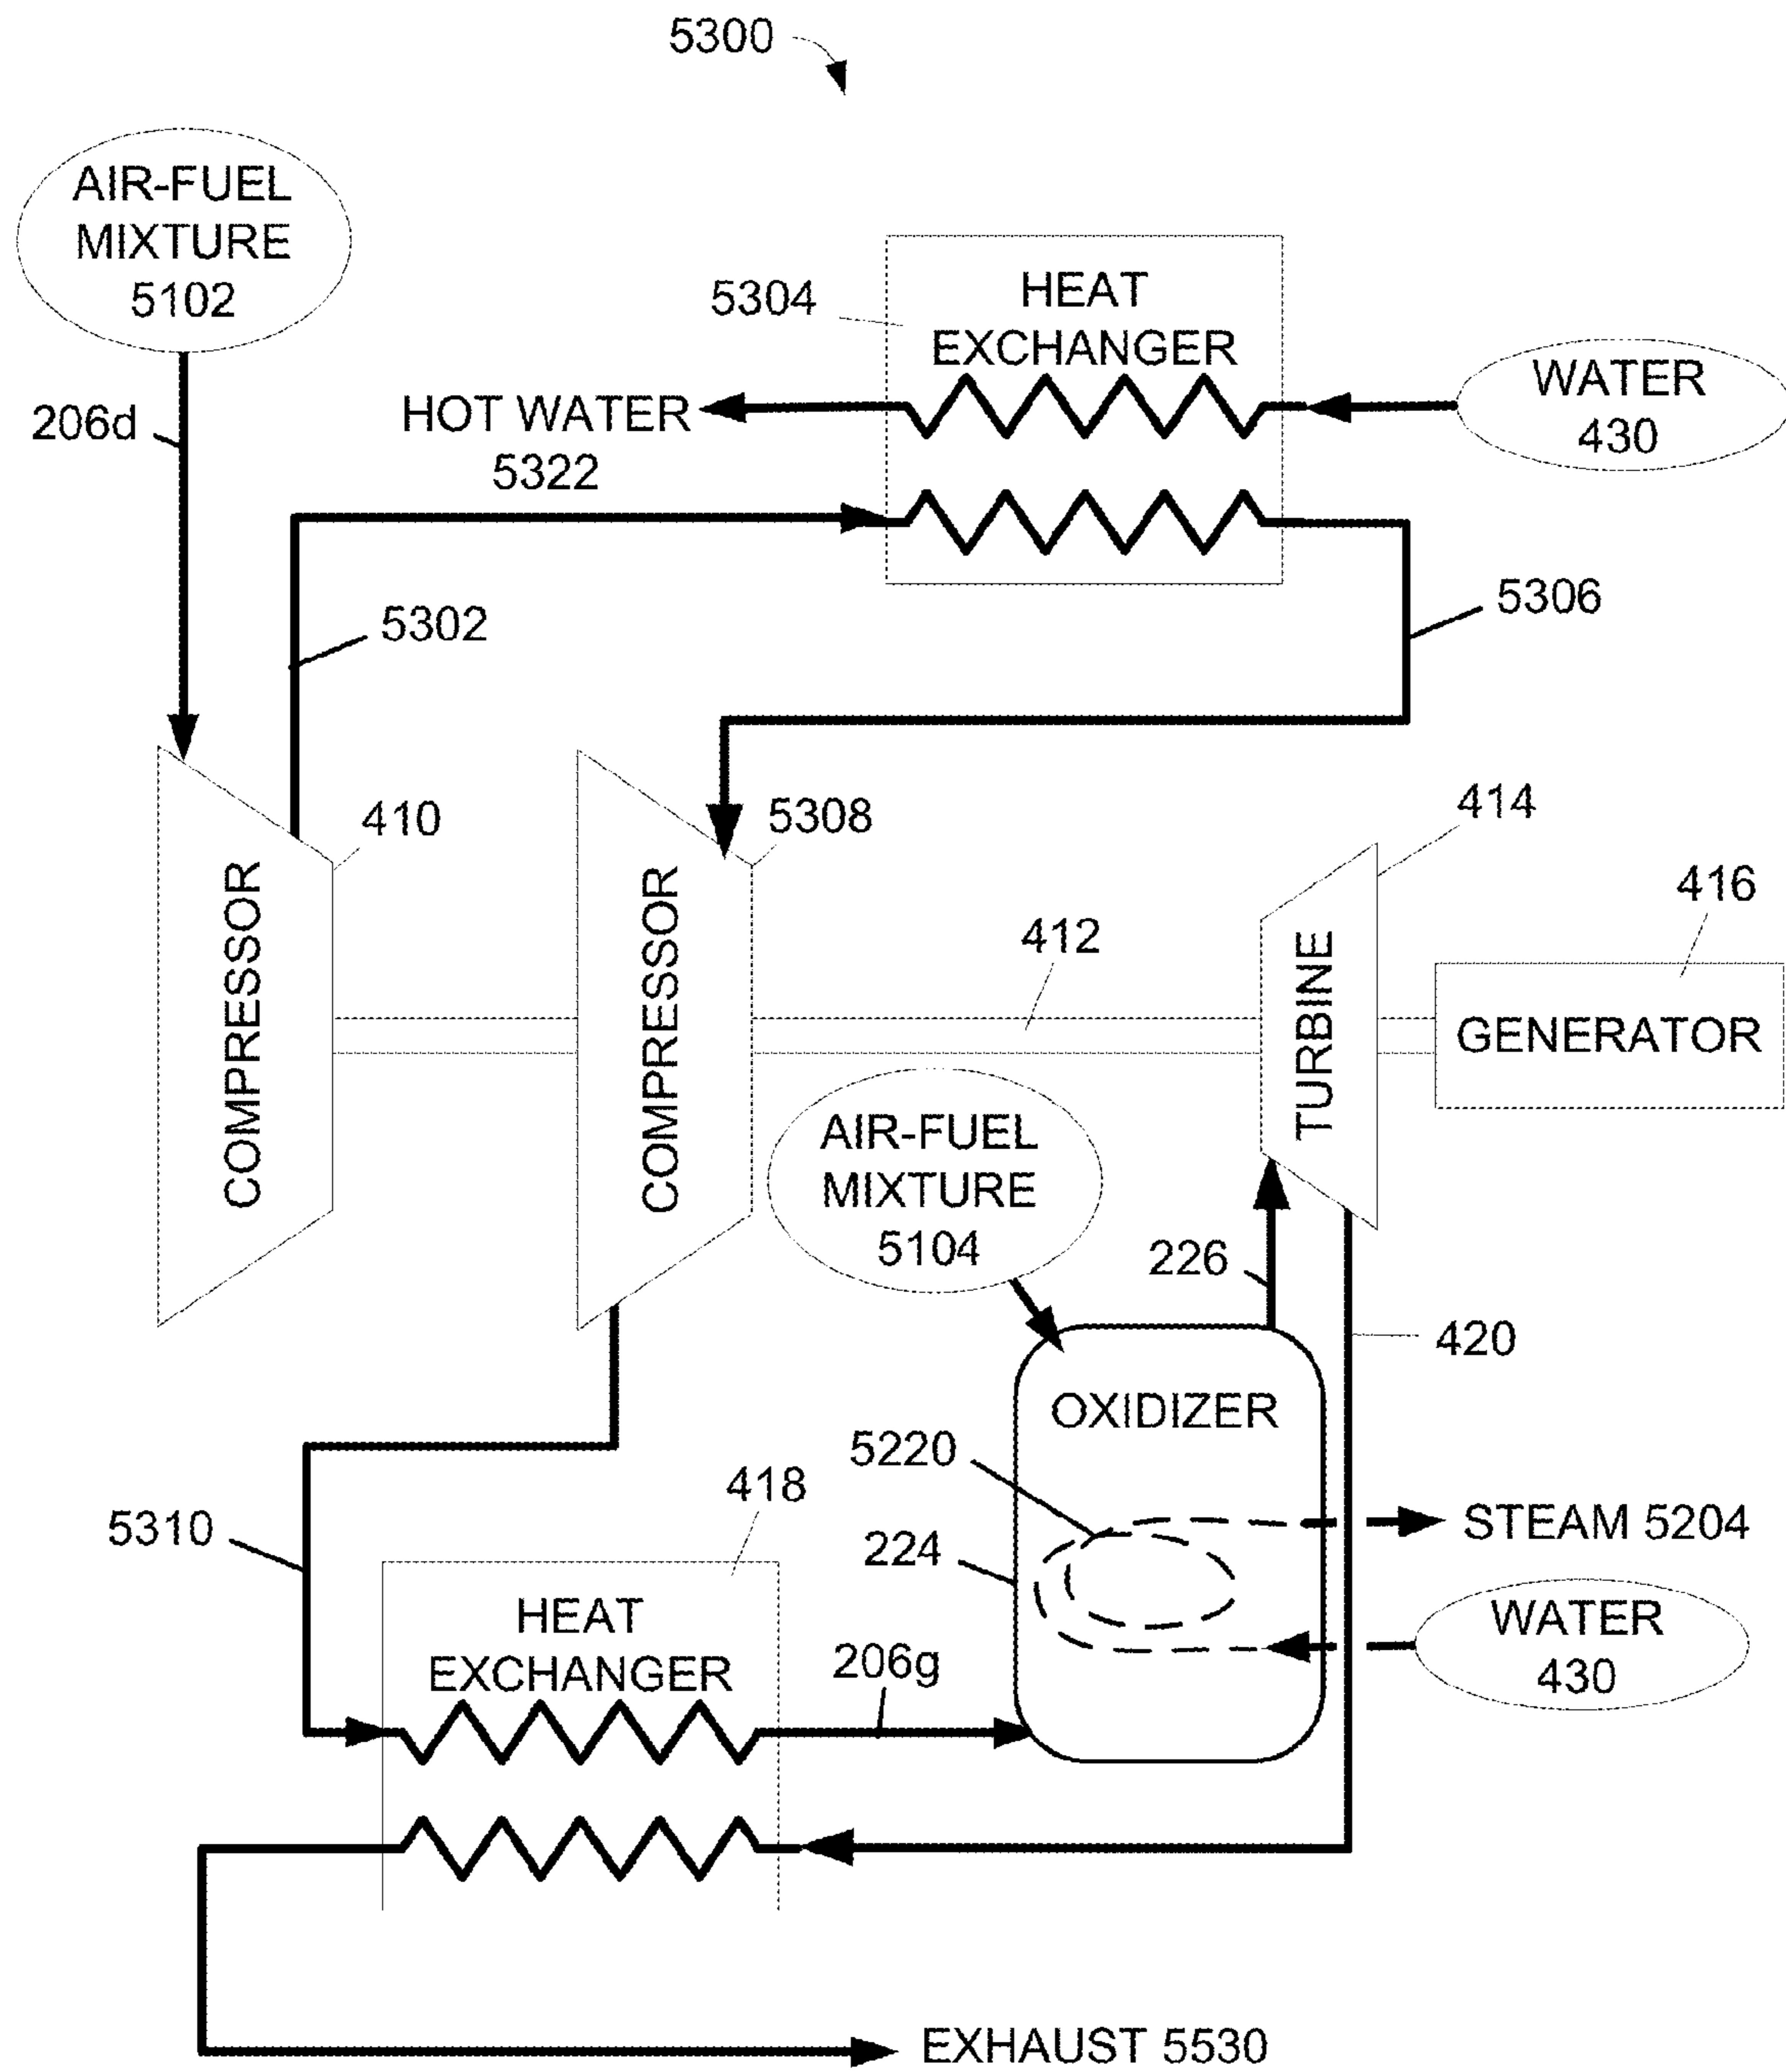 5300
AIR-FUEL
MIXTURE
5102
5304
HEAT
EXCHANGER
WATER
430
206d
HOT WATER
5322
5302
5306
410
5308
414
416
COMPRESSOR
COMPRESSOR
412
TURBINE
GENERATOR
AIR-FUEL
MIXTURE
5104
226
420
OXIDIZER
5220
418
5310
224
STEAM 5204
HEAT
EXCHANGER
206g
WATER
430
EXHAUST 5530